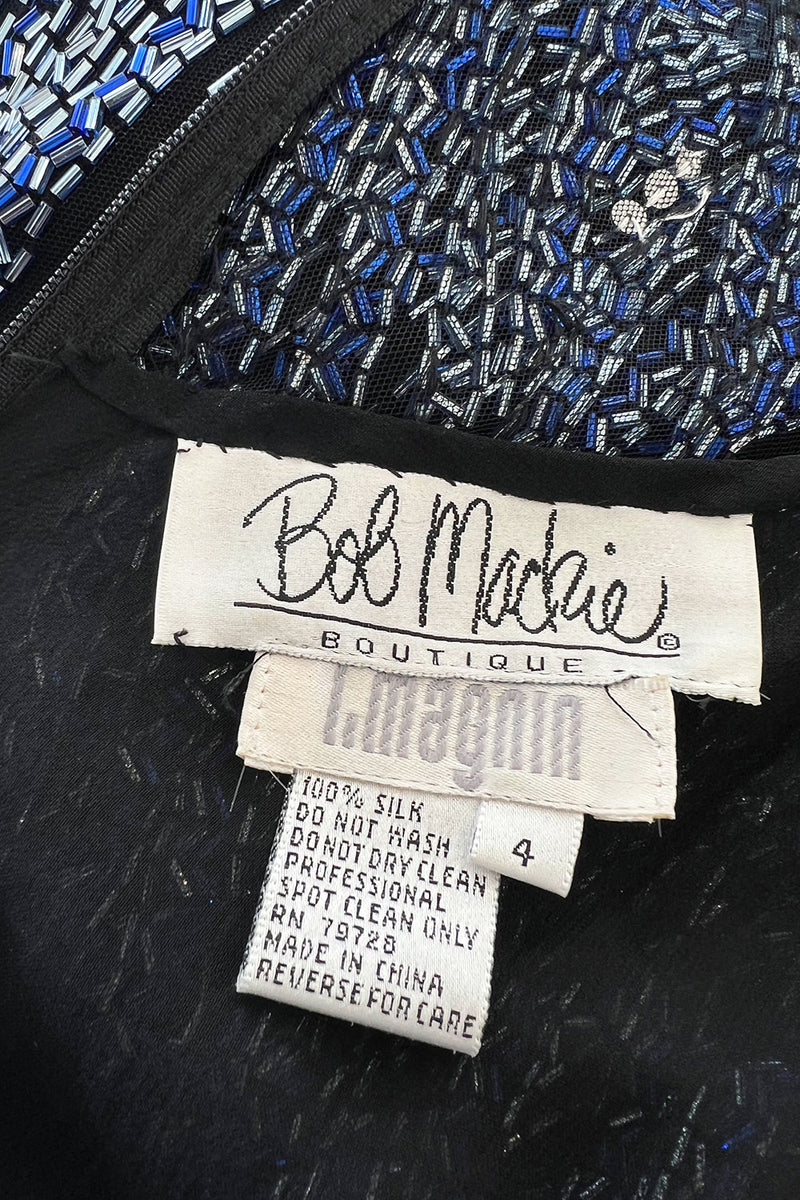 Bob Mackie ©
BOUTIQUE
I. magnin
4
100% SILK
DO NOT WASH
DO NOT DRY CLEAN
PROFESSIONAL
SPOT CLEAN ONLY
RN 79728
MADE IN CHINA
REVERSE FOR CARE